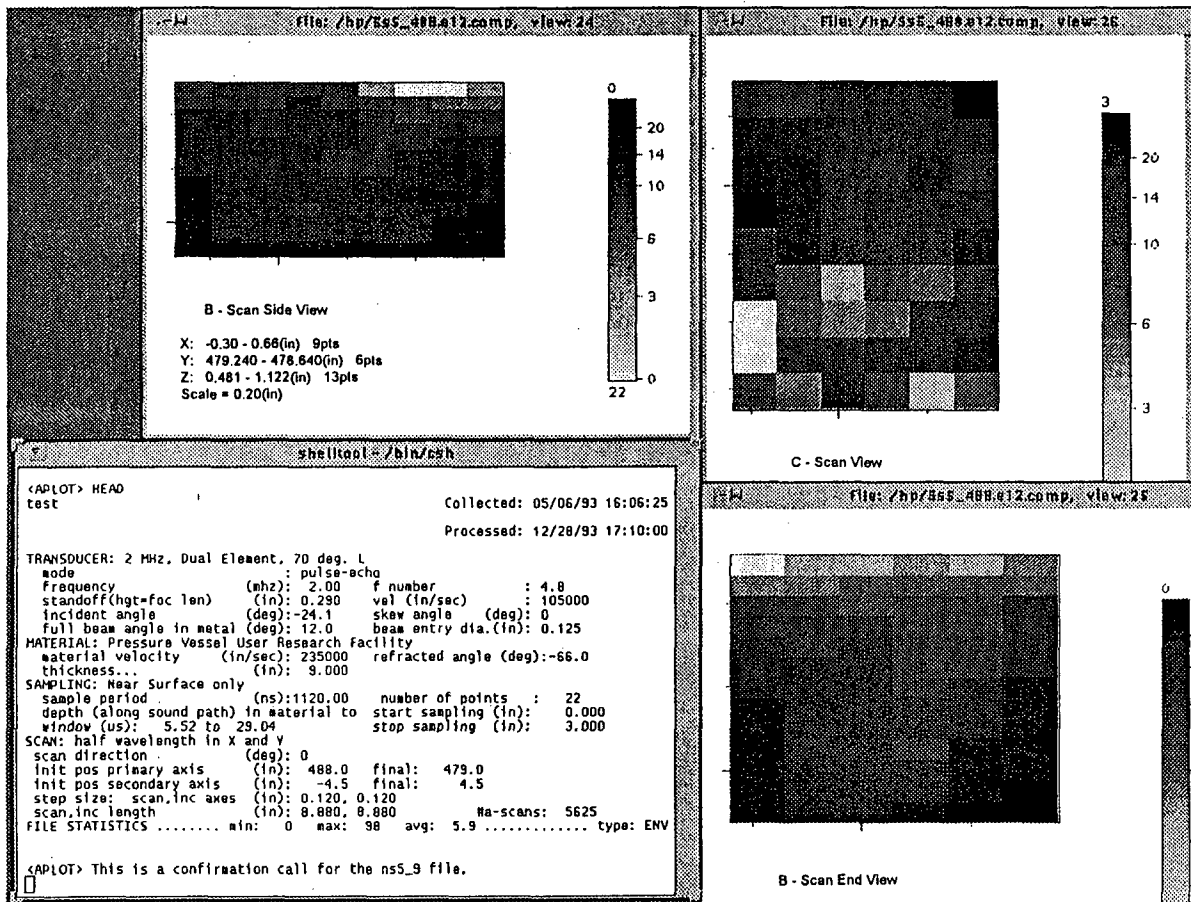 file: /hp/Ss5_488.e12.comp, view: 24
0
20
14
10
6
3
0
22
B - Scan Side View
X: -0.30 - 0.66(in) 9pts
Y: 479.240 - 478.640(in) 6pts
Z: 0.481 - 1.122(in) 13pts
Scale = 0.20(in)
file: /hp/Ss5_488.e12.comp, view: 26
3
20
14
10
6
3
C - Scan View
shelltool - /bin/csh
<APLOT> HEAD
test Collected: 05/06/93 16:06:25
Processed: 12/28/93 17:10:00
TRANSDUCER: 2 MHz, Dual Element, 70 deg. L
mode : pulse-echo
frequency (mhz): 2.00 f number : 4.8
standoff(hgt=foc len) (in): 0.290 vel (in/sec) : 105000
incident angle (deg):-24.1 skew angle (deg): 0
full beam angle in metal (deg): 12.0 beam entry dia.(in): 0.125
MATERIAL: Pressure Vessel User Research Facility
material velocity (in/sec): 235000 refracted angle (deg):-66.0
thickness... (in): 9.000
SAMPLING: Near Surface only
sample period (ns):1120.00 number of points : 22
depth (along sound path) in material to start sampling (in): 0.000
window (us): 5.52 to 29.04 stop sampling (in): 3.000
SCAN: half wavelength in X and Y
scan direction (deg): 0
init pos primary axis (in): 488.0 final: 479.0
init pos secondary axis (in): -4.5 final: 4.5
step size: scan,inc axes (in): 0.120, 0.120
scan,inc length (in): 8.880, 8.880 #a-scans: 5625
FILE STATISTICS ........ min: 0 max: 98 avg: 5.9 ............. type: ENV
<APLOT> This is a confirmation call for the ns5_9 file.
file: /hp/Ss5_488.e12.comp, view: 25
0
B - Scan End View